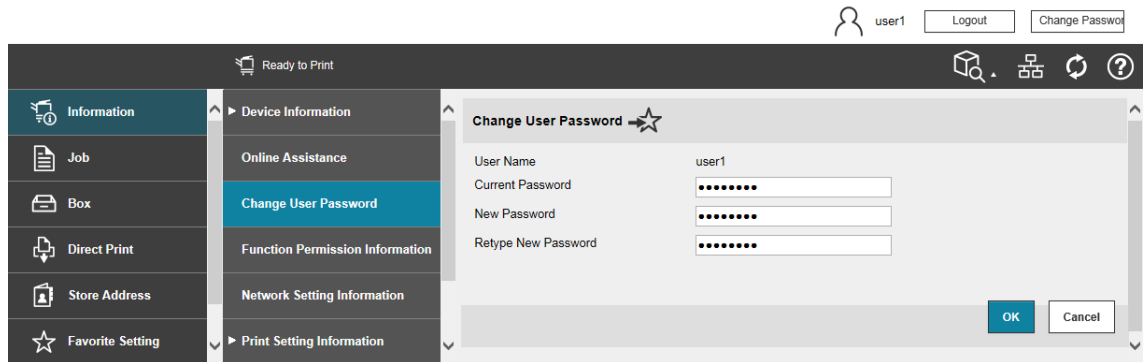 user1
Logout
Change Passwor
Ready to Print
Information
Job
Box
Direct Print
Store Address
Favorite Setting
Device Information
Online Assistance
Change User Password
Function Permission Information
Network Setting Information
Print Setting Information
Change User Password
User Name user1
Current Password ••••••••
New Password ••••••••
Retype New Password ••••••••
OK
Cancel